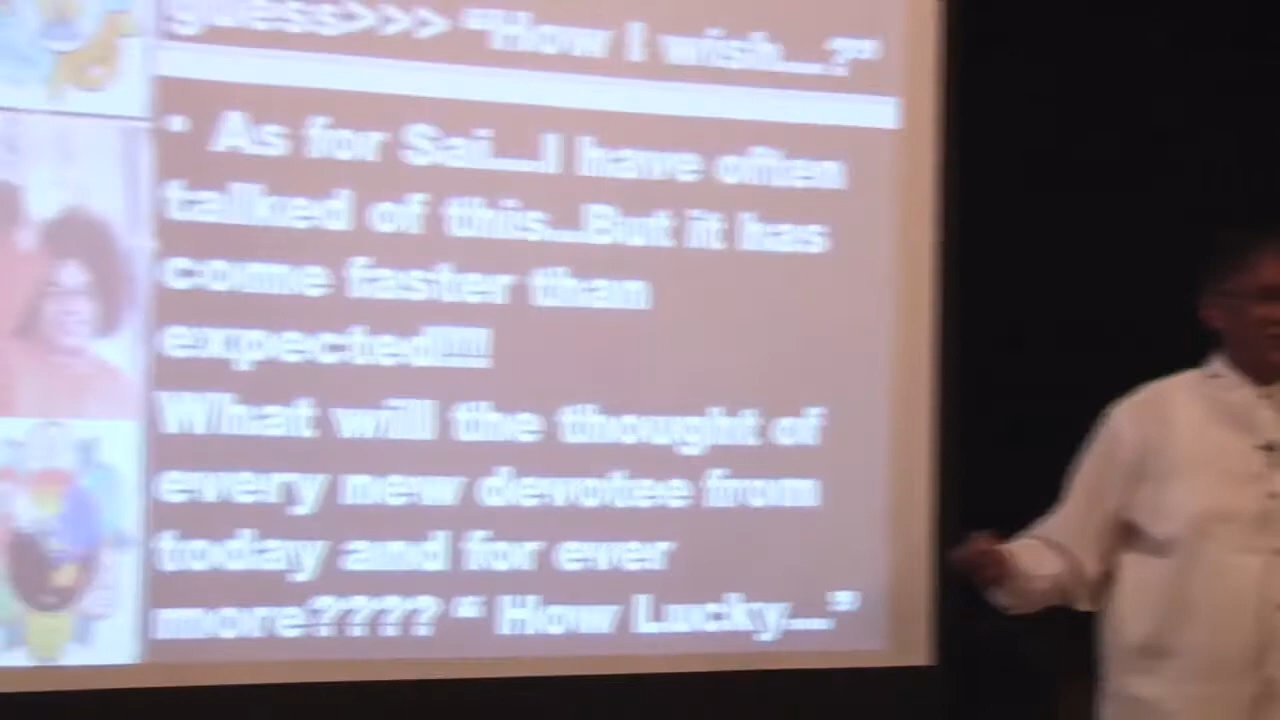 guess>>> "How I wish....?"
• As for Sai....I have often
talked of this...But it has
come faster than
expected!!!!
What will the thought of
every new devotee from
today and for ever
more???? " How Lucky...."